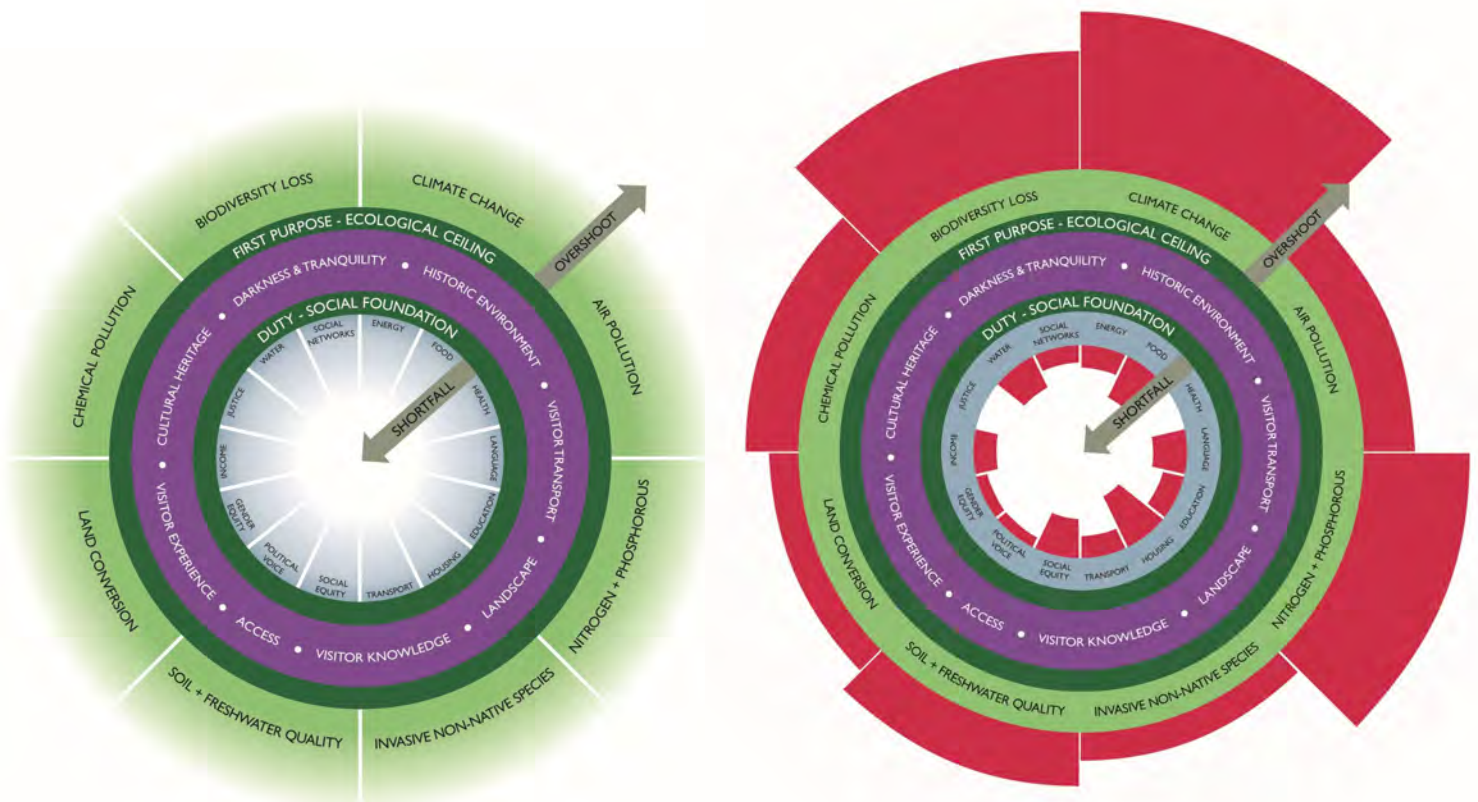 BIODIVERSITY LOSS
CLIMATE CHANGE
AIR POLLUTION
NITROGEN + PHOSPHOROUS
INVASIVE NON-NATIVE SPECIES
SOIL + FRESHWATER QUALITY
LAND CONVERSION
CHEMICAL POLLUTION
FIRST PURPOSE - ECOLOGICAL CEILING
OVERSHOOT
DARKNESS & TRANQUILITY
HISTORIC ENVIRONMENT
VISITOR TRANSPORT
LANDSCAPE
VISITOR KNOWLEDGE
ACCESS
VISITOR EXPERIENCE
CULTURAL HERITAGE
DUTY - SOCIAL FOUNDATION
SHORTFALL
WATER
SOCIAL
NETWORKS
ENERGY
FOOD
HEALTH
LANGUAGE
EDUCATION
HOUSING
TRANSPORT
SOCIAL
EQUITY
POLITICAL
VOICE
GENDER
EQUITY
INCOME
JUSTICE
BIODIVERSITY LOSS
CLIMATE CHANGE
AIR POLLUTION
NITROGEN + PHOSPHOROUS
INVASIVE NON-NATIVE SPECIES
SOIL + FRESHWATER QUALITY
LAND CONVERSION
CHEMICAL POLLUTION
FIRST PURPOSE - ECOLOGICAL CEILING
OVERSHOOT
DARKNESS & TRANQUILITY
HISTORIC ENVIRONMENT
VISITOR TRANSPORT
LANDSCAPE
VISITOR KNOWLEDGE
ACCESS
VISITOR EXPERIENCE
CULTURAL HERITAGE
DUTY - SOCIAL FOUNDATION
SHORTFALL
WATER
SOCIAL
NETWORKS
ENERGY
FOOD
HEALTH
LANGUAGE
EDUCATION
HOUSING
TRANSPORT
SOCIAL
EQUITY
POLITICAL
VOICE
GENDER
EQUITY
INCOME
JUSTICE